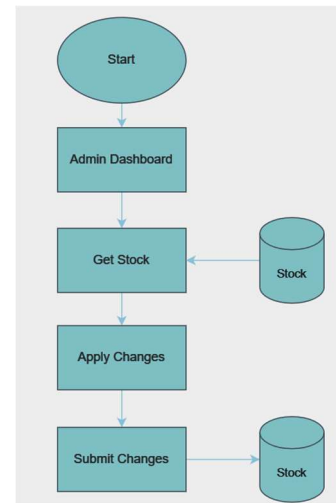 Start
Admin Dashboard
Get Stock
Stock
Apply Changes
Submit Changes
Stock